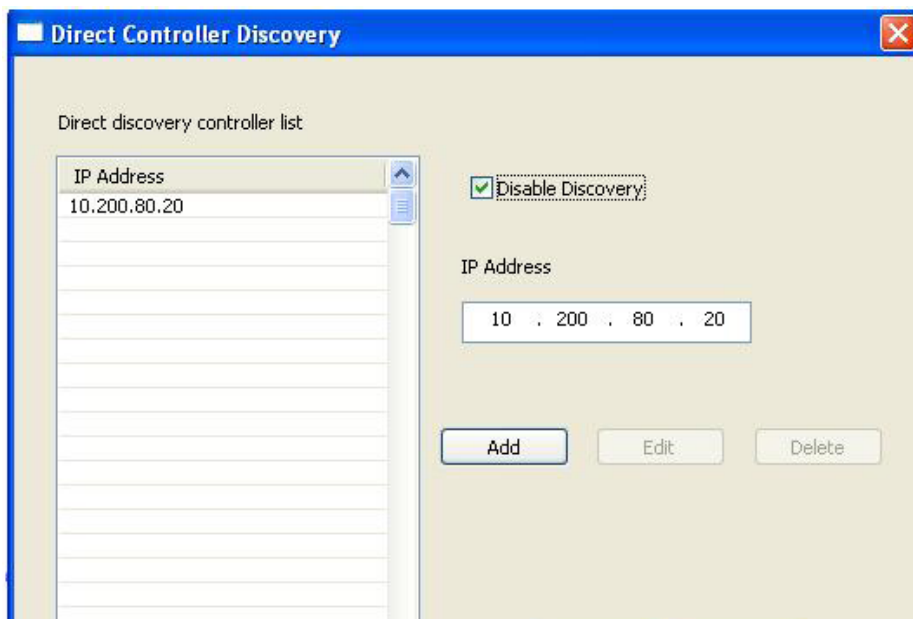 Direct Controller Discovery
Direct discovery controller list
IP Address
10.200.80.20
Disable Discovery
IP Address
10 . 200 . 80 . 20
Add
Edit
Delete